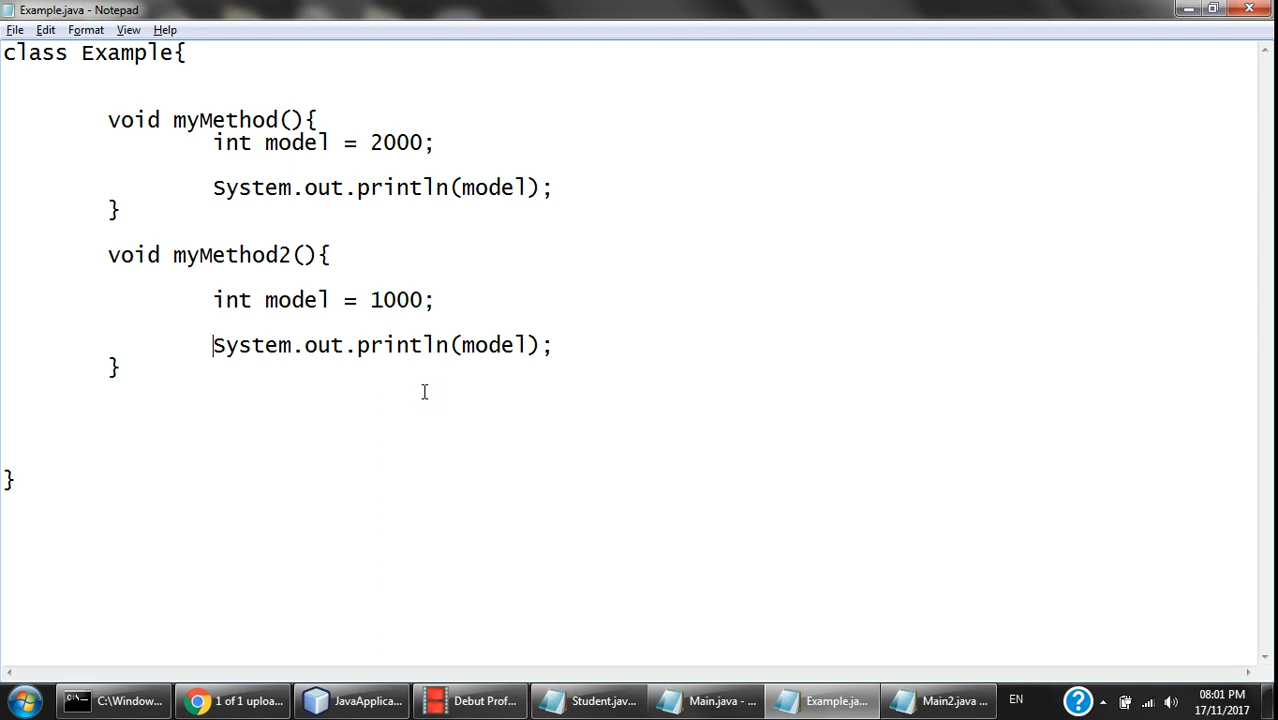 Example.java - Notepad
File Edit Format View Help
class Example{
void myMethod(){
int model = 2000;
System.out.println(model);
}
void myMethod2(){
int model = 1000;
System.out.println(model);
}
}
C:\Window... 1 of 1 uploa... JavaApplica... Debut Prof... Student.jav... Main.java - ... Example.ja... Main2.java ... EN ? 08:01 PM
17/11/2017